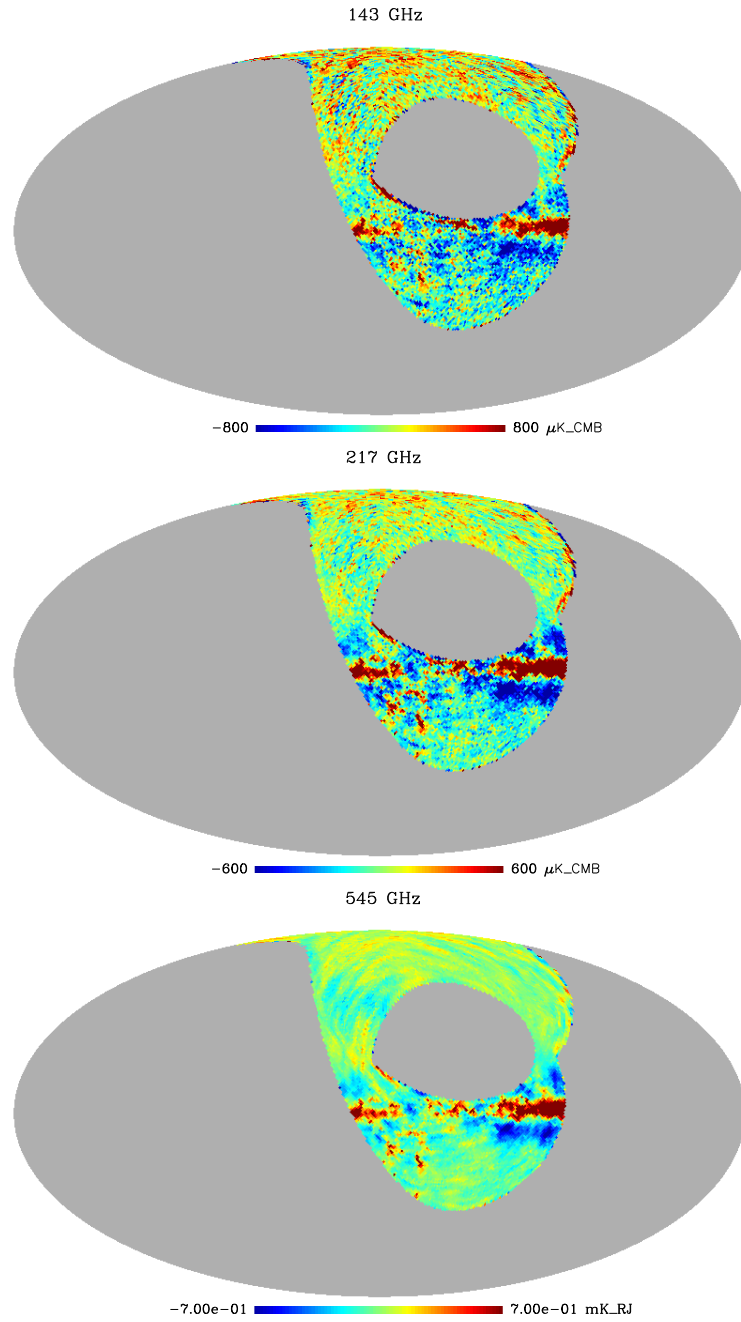 143 GHz
-800 800 μK_CMB
217 GHz
-600 600 μK_CMB
545 GHz
-7.00e-01 7.00e-01 mK_RJ